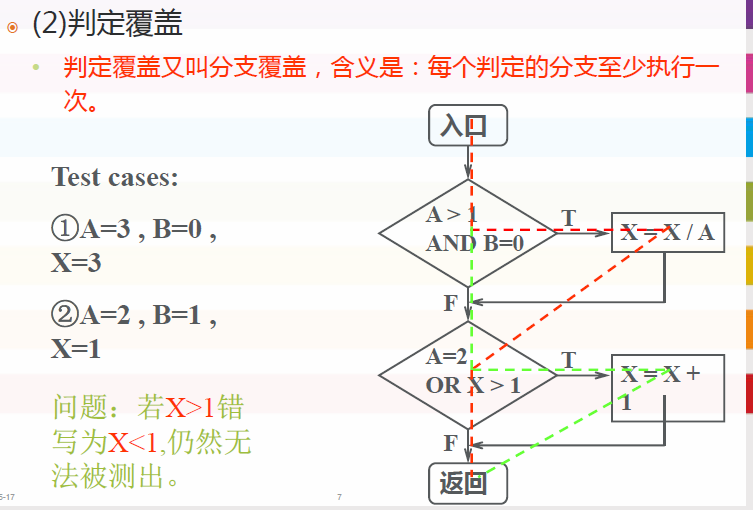 (2)判定覆盖
判定覆盖又叫分支覆盖，含义是：每个判定的分支至少执行一
次。
入口
Test cases:
A > 1
AND B=0
T
X = X / A
①A=3 , B=0 ,
X=3
F
②A=2 , B=1 ,
X=1
A=2
OR X > 1
T
X = X +
1
问题：若X>1错
写为X<1,仍然无
法被测出。
F
返回
5-17
7